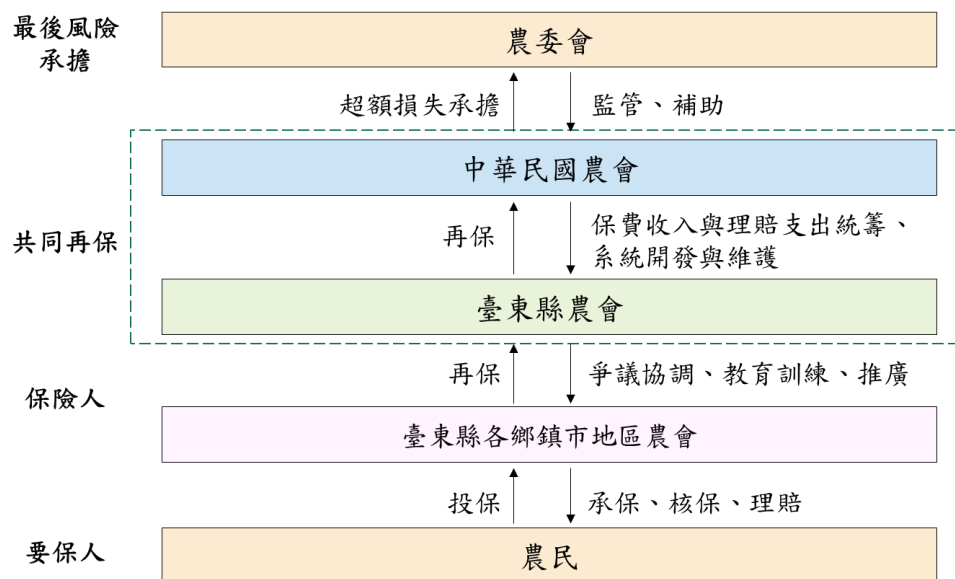 最後風險
承擔
農委會
超額損失承擔
監管、補助
中華民國農會
共同再保
再保
保費收入與理賠支出統籌、
系統開發與維護
臺東縣農會
再保
爭議協調、教育訓練、推廣
保險人
臺東縣各鄉鎮市地區農會
投保
承保、核保、理賠
要保人
農民